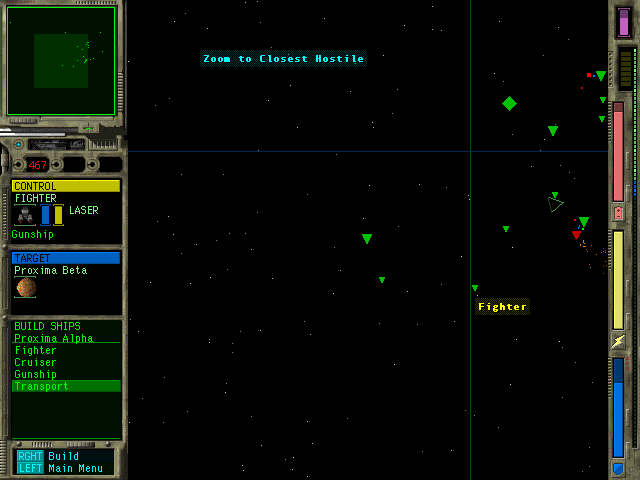 Zoom to Closest Hostile
467
CONTROL
FIGHTER
LASER
Gunship
TARGET
Proxima Beta
Fighter
BUILD SHIPS
Proxima Alpha
Fighter
Cruiser
Gunship
Transport
RGHT Build
LEFT Main Menu